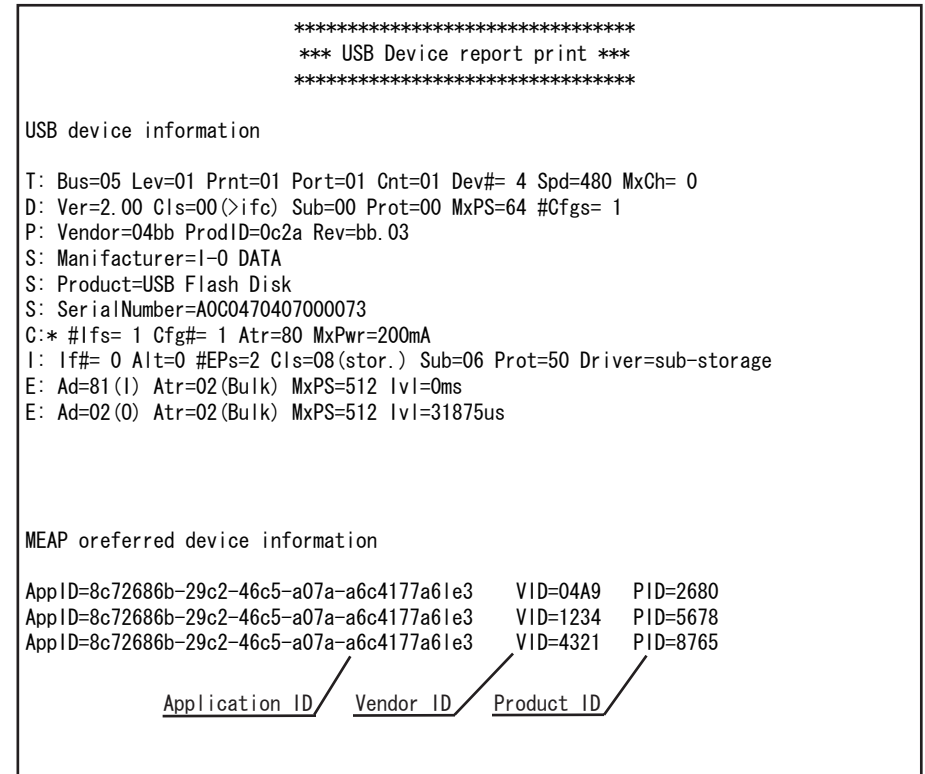 ********************************
*** USB Device report print ***
********************************
USB device information
T: Bus=05 Lev=01 Prnt=01 Port=01 Cnt=01 Dev#= 4 Spd=480 MxCh= 0
D: Ver=2.00 Cls=00(>ifc) Sub=00 Prot=00 MxPS=64 #Cfgs= 1
P: Vendor=04bb ProdID=0c2a Rev=bb.03
S: Manifacturer=I-O DATA
S: Product=USB Flash Disk
S: SerialNumber=A0C0470407000073
C:* #Ifs= 1 Cfg#= 1 Atr=80 MxPwr=200mA
I: If#= 0 Alt=0 #EPs=2 Cls=08(stor.) Sub=06 Prot=50 Driver=sub-storage
E: Ad=81(I) Atr=02(Bulk) MxPS=512 Ivl=0ms
E: Ad=02(O) Atr=02(Bulk) MxPS=512 Ivl=31875us
MEAP oreferred device information
AppID=8c72686b-29c2-46c5-a07a-a6c4177a6le3 VID=04A9 PID=2680
AppID=8c72686b-29c2-46c5-a07a-a6c4177a6le3 VID=1234 PID=5678
AppID=8c72686b-29c2-46c5-a07a-a6c4177a6le3 VID=4321 PID=8765
Application ID Vendor ID Product ID